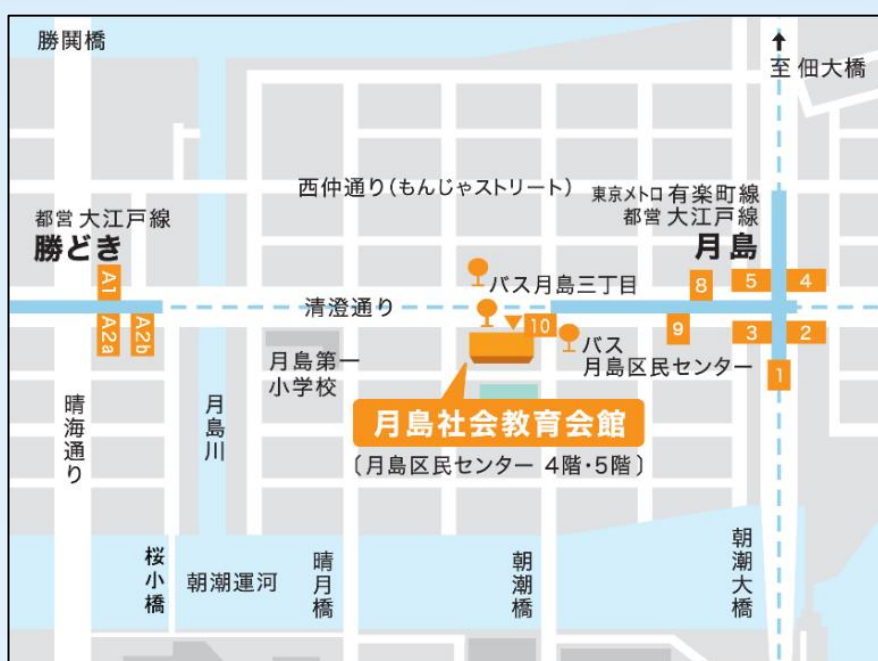 勝鬨橋
↑
至 佃大橋
西仲通り(もんじゃストリート)
東京メトロ 有楽町線
都営 大江戸線
月島
都営 大江戸線
勝どき
A1
A2a
A2b
清澄通り
バス月島三丁目
8
5
4
10
9
3
2
1
バス
月島区民センター
月島第一
小学校
月島社会教育会館
〔月島区民センター 4階・5階〕
晴海通り
月島川
桜小橋
朝潮運河
晴月橋
朝潮橋
朝潮大橋